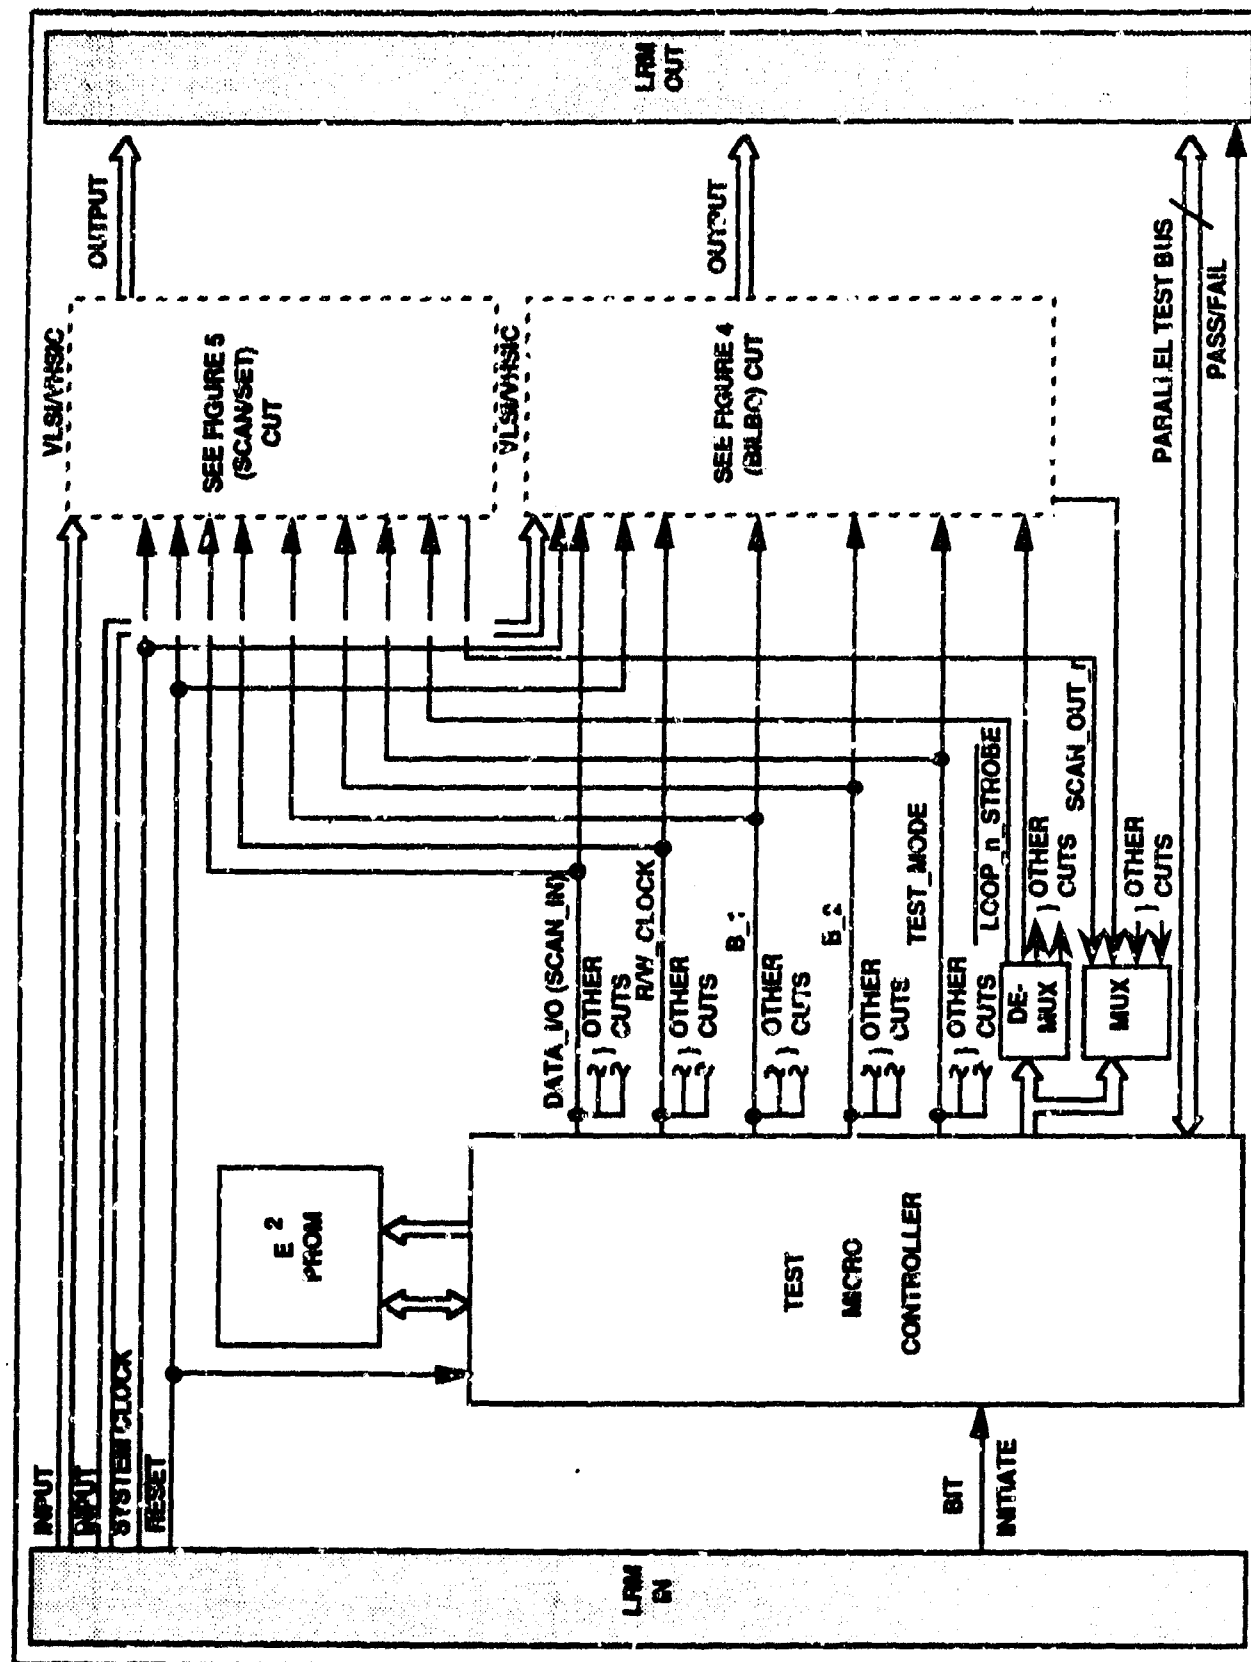 LRM
IN
INPUT
INPUT
SYSTEM CLOCK
RESET
BIT
INITIATE
E 2
PROM
TEST
MICRO
CONTROLLER
DATA_I/O (SCAN_IN)
} OTHER
CUTS
R/W_CLOCK
} OTHER
CUTS
B_1
} OTHER
CUTS
B_2
} OTHER
CUTS
TEST_MODE
} OTHER
CUTS
LOOP_n_STROBE
DE-
MUX
} OTHER
CUTS
SCAN_OUT_n
MUX
} OTHER
CUTS
VLSI/VHSIC
SEE FIGURE 5
(SCAN/SET)
CUT
VLSI/VHSIC
SEE FIGURE 4
(BILBO) CUT
OUTPUT
OUTPUT
PARALLEL TEST BUS
PASS/FAIL
LRM
OUT